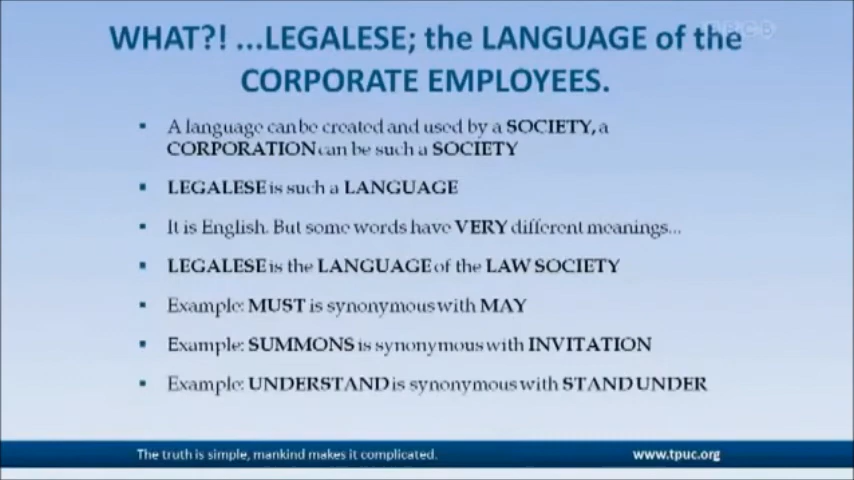 WHAT?! ...LEGALESE; the LANGUAGE of the
CORPORATE EMPLOYEES.
▪ A language can be created and used by a SOCIETY, a
CORPORATION can be such a SOCIETY
▪ LEGALESE is such a LANGUAGE
▪ It is English. But some words have VERY different meanings...
▪ LEGALESE is the LANGUAGE of the LAW SOCIETY
▪ Example: MUST is synonymous with MAY
▪ Example: SUMMONS is synonymous with INVITATION
▪ Example: UNDERSTAND is synonymous with STAND UNDER
The truth is simple, mankind makes it complicated.
www.tpuc.org